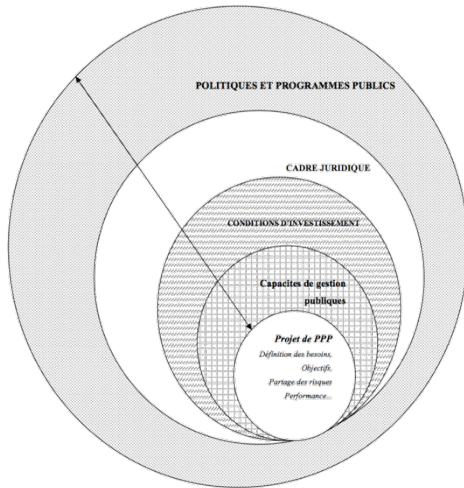 POLITIQUES ET PROGRAMMES PUBLICS
CADRE JURIDIQUE
CONDITIONS D'INVESTISSEMENT
Capacites de gestion
publiques
Projet de PPP
Définition des besoins,
Objectifs,
Partage des risques
Performance...